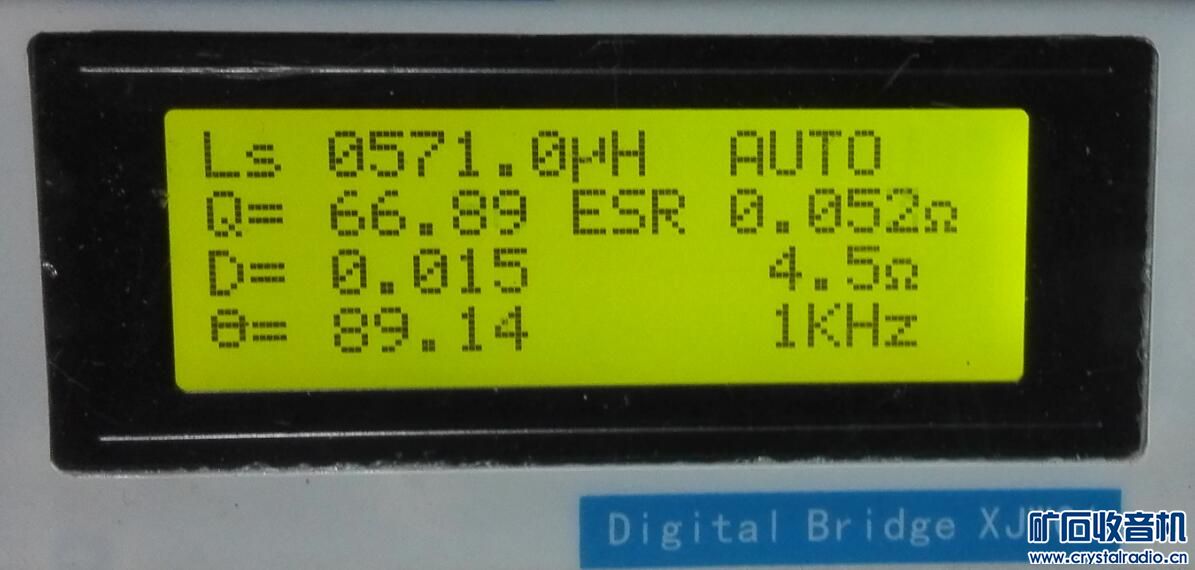 Ls 0571.0μH AUTO
Q= 66.89 ESR 0.052Ω
D= 0.015 4.5Ω
θ= 89.14 1KHz
Digital Bridge
矿回收音机
www.crystalradio.cn